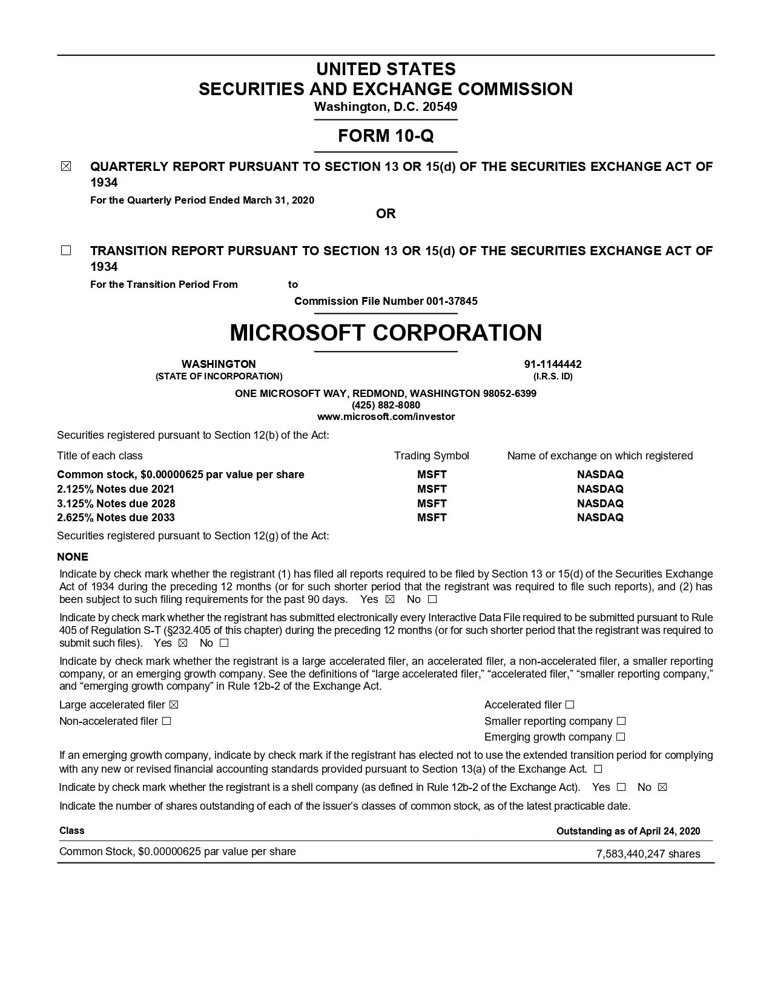 UNITED STATES
SECURITIES AND EXCHANGE COMMISSION
Washington, D.C. 20549
FORM 10-Q
☒ QUARTERLY REPORT PURSUANT TO SECTION 13 OR 15(d) OF THE SECURITIES EXCHANGE ACT OF
1934
For the Quarterly Period Ended March 31, 2020
OR
☐ TRANSITION REPORT PURSUANT TO SECTION 13 OR 15(d) OF THE SECURITIES EXCHANGE ACT OF
1934
For the Transition Period From to
Commission File Number 001-37845
MICROSOFT CORPORATION
WASHINGTON 91-1144442
(STATE OF INCORPORATION) (I.R.S. ID)
ONE MICROSOFT WAY, REDMOND, WASHINGTON 98052-6399
(425) 882-8080
www.microsoft.com/investor
Securities registered pursuant to Section 12(b) of the Act:
Title of each class Trading Symbol Name of exchange on which registered
Common stock, $0.00000625 par value per share MSFT NASDAQ
2.125% Notes due 2021 MSFT NASDAQ
3.125% Notes due 2028 MSFT NASDAQ
2.625% Notes due 2033 MSFT NASDAQ
Securities registered pursuant to Section 12(g) of the Act:
NONE
Indicate by check mark whether the registrant (1) has filed all reports required to be filed by Section 13 or 15(d) of the Securities Exchange
Act of 1934 during the preceding 12 months (or for such shorter period that the registrant was required to file such reports), and (2) has
been subject to such filing requirements for the past 90 days. Yes ☒ No ☐
Indicate by check mark whether the registrant has submitted electronically every Interactive Data File required to be submitted pursuant to Rule
405 of Regulation S-T (§232.405 of this chapter) during the preceding 12 months (or for such shorter period that the registrant was required to
submit such files). Yes ☒ No ☐
Indicate by check mark whether the registrant is a large accelerated filer, an accelerated filer, a non-accelerated filer, a smaller reporting
company, or an emerging growth company. See the definitions of “large accelerated filer,” “accelerated filer,” “smaller reporting company,”
and “emerging growth company” in Rule 12b-2 of the Exchange Act.
Large accelerated filer ☒ Accelerated filer ☐
Non-accelerated filer ☐ Smaller reporting company ☐
Emerging growth company ☐
If an emerging growth company, indicate by check mark if the registrant has elected not to use the extended transition period for complying
with any new or revised financial accounting standards provided pursuant to Section 13(a) of the Exchange Act. ☐
Indicate by check mark whether the registrant is a shell company (as defined in Rule 12b-2 of the Exchange Act). Yes ☐ No ☒
Indicate the number of shares outstanding of each of the issuer’s classes of common stock, as of the latest practicable date.
Class Outstanding as of April 24, 2020
Common Stock, $0.00000625 par value per share 7,583,440,247 shares